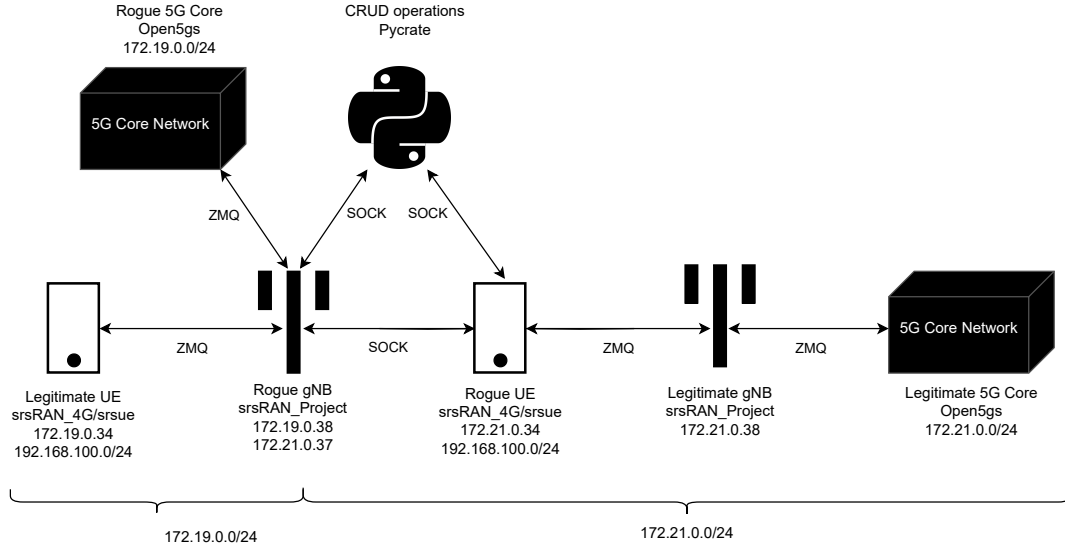 Rogue 5G Core
Open5gs
172.19.0.0/24
CRUD operations
Pycrate
5G Core Network
ZMQ
SOCK
SOCK
ZMQ
SOCK
ZMQ
ZMQ
5G Core Network
Legitimate UE
srsRAN_4G/srsue
172.19.0.34
192.168.100.0/24
Rogue gNB
srsRAN_Project
172.19.0.38
172.21.0.37
Rogue UE
srsRAN_4G/srsue
172.21.0.34
192.168.100.0/24
Legitimate gNB
srsRAN_Project
172.21.0.38
Legitimate 5G Core
Open5gs
172.21.0.0/24
172.19.0.0/24
172.21.0.0/24